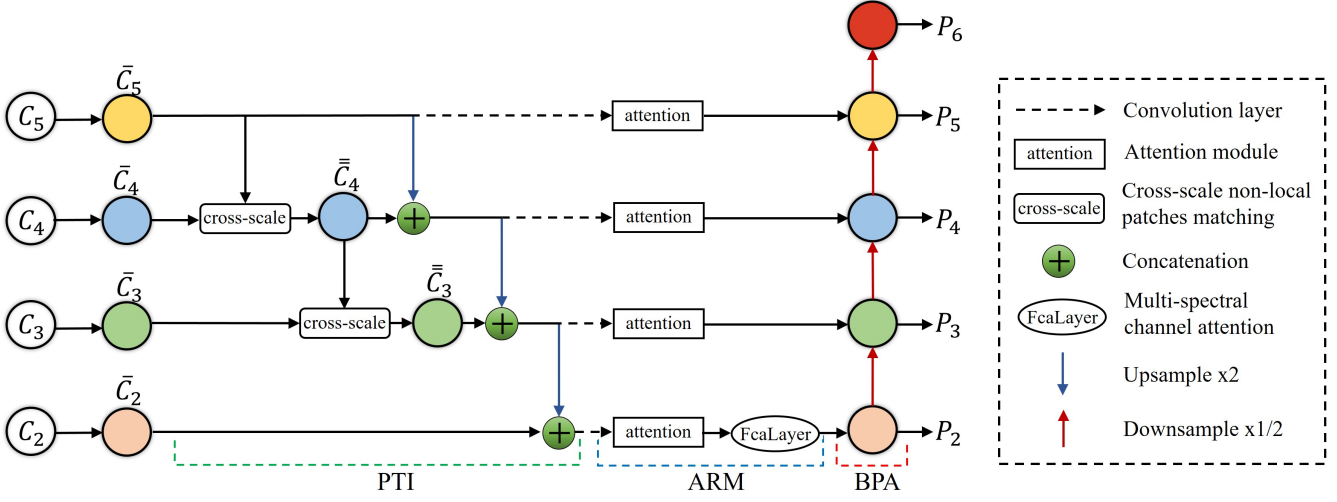 P₆
C₅ C̄₅ attention P₅
C₄ C̄₄ cross-scale C̿₄ + attention P₄
C₃ C̄₃ cross-scale C̿₃ + attention P₃
C₂ C̄₂ + attention FcaLayer P₂
PTI ARM BPA
Convolution layer
attention Attention module
cross-scale Cross-scale non-local
patches matching
+ Concatenation
FcaLayer Multi-spectral
channel attention
Upsample x2
Downsample x1/2